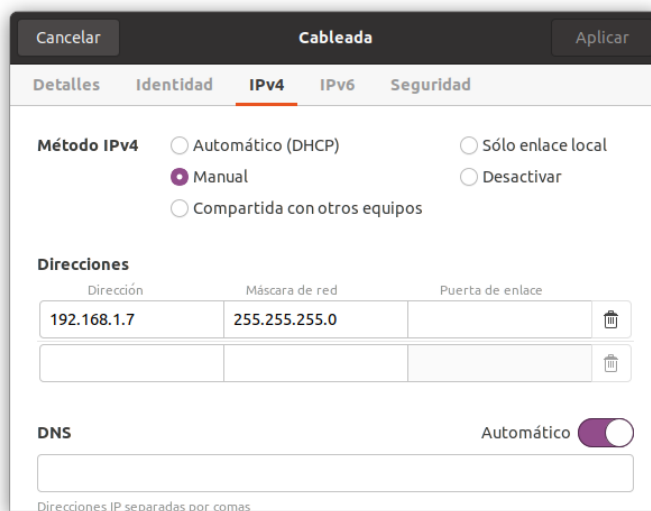 Cancelar Cableada Aplicar
Detalles Identidad IPv4 IPv6 Seguridad
Método IPv4 Automático (DHCP) Sólo enlace local
Manual Desactivar
Compartida con otros equipos
Direcciones
Dirección Máscara de red Puerta de enlace
192.168.1.7 255.255.255.0
DNS Automático
Direcciones IP separadas por comas